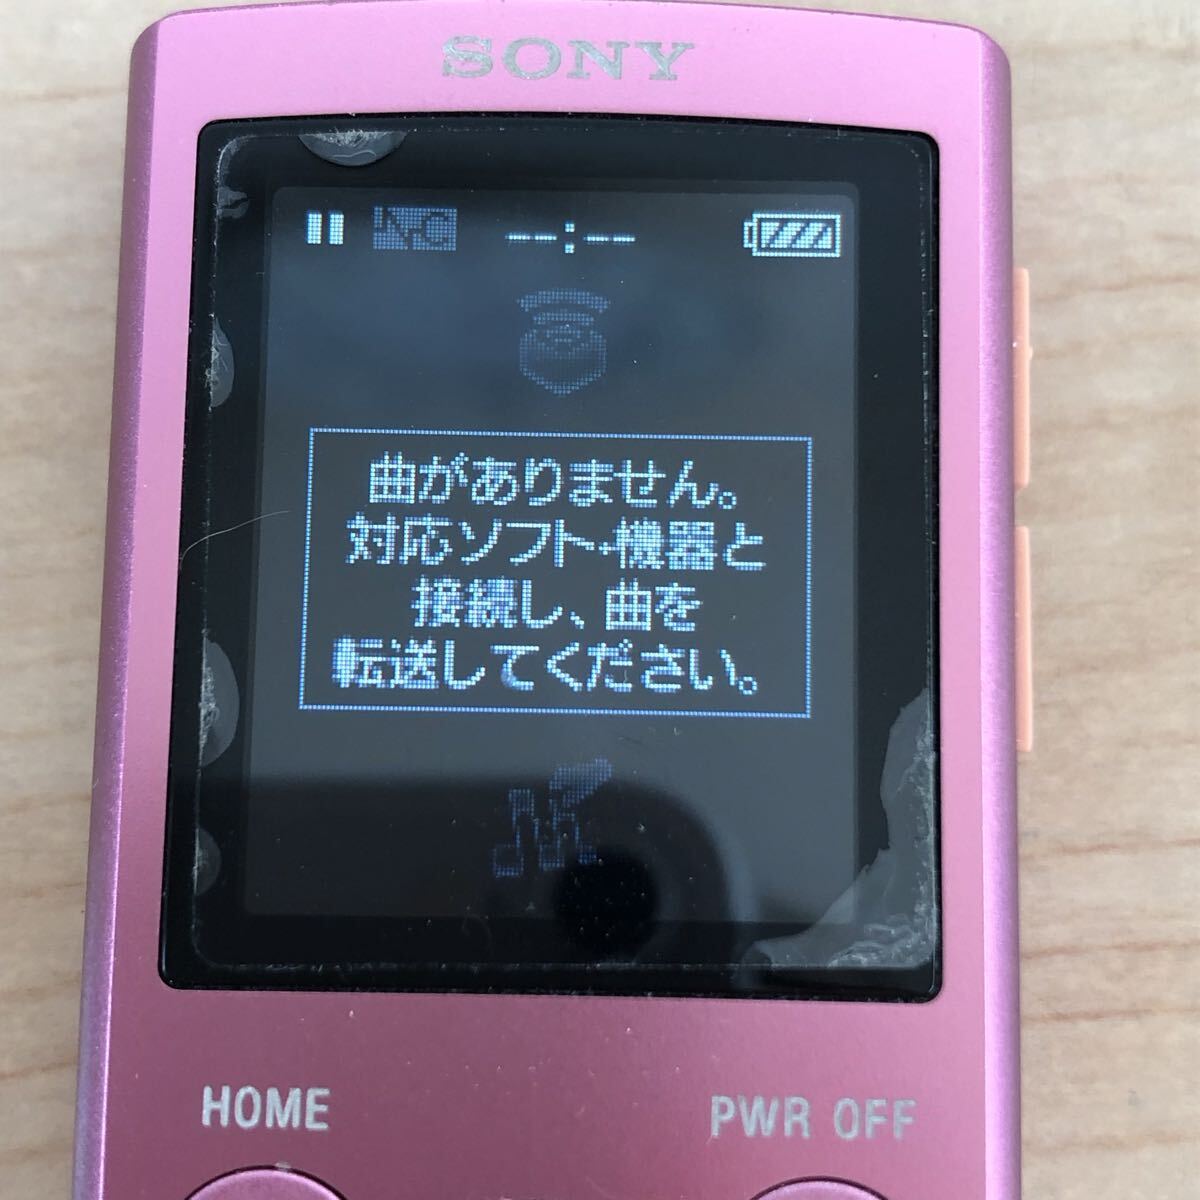 SONY
NC --:--
曲がありません。
対応ソフト・機器と
接続し、曲を
転送してください。
HOME
PWR OFF